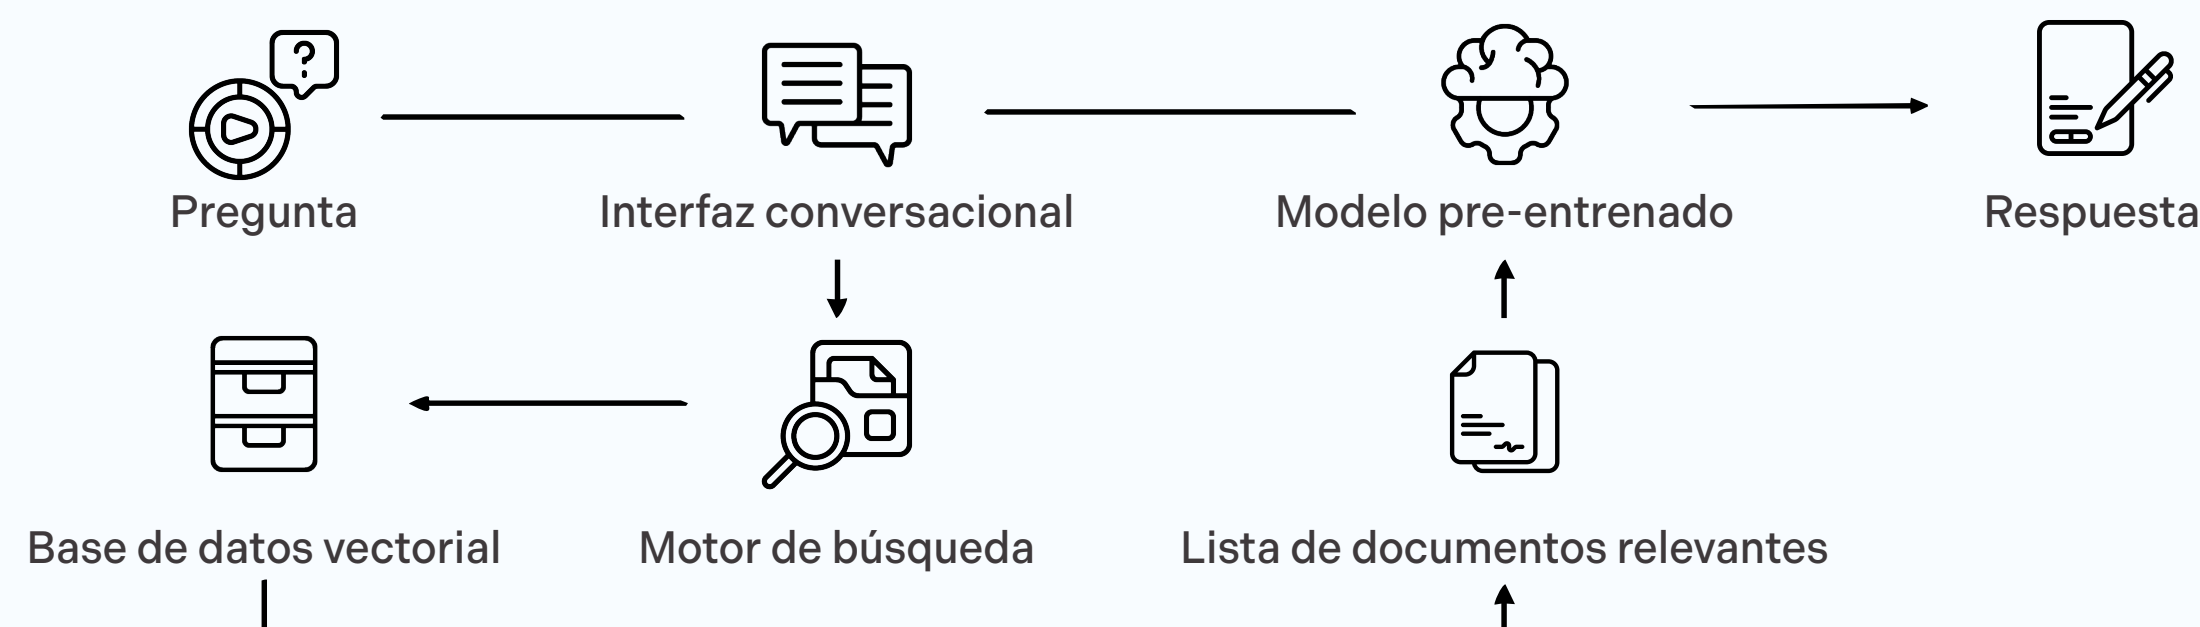 ?
Pregunta
Interfaz conversacional
Modelo pre-entrenado
Respuesta
Base de datos vectorial
Motor de búsqueda
Lista de documentos relevantes